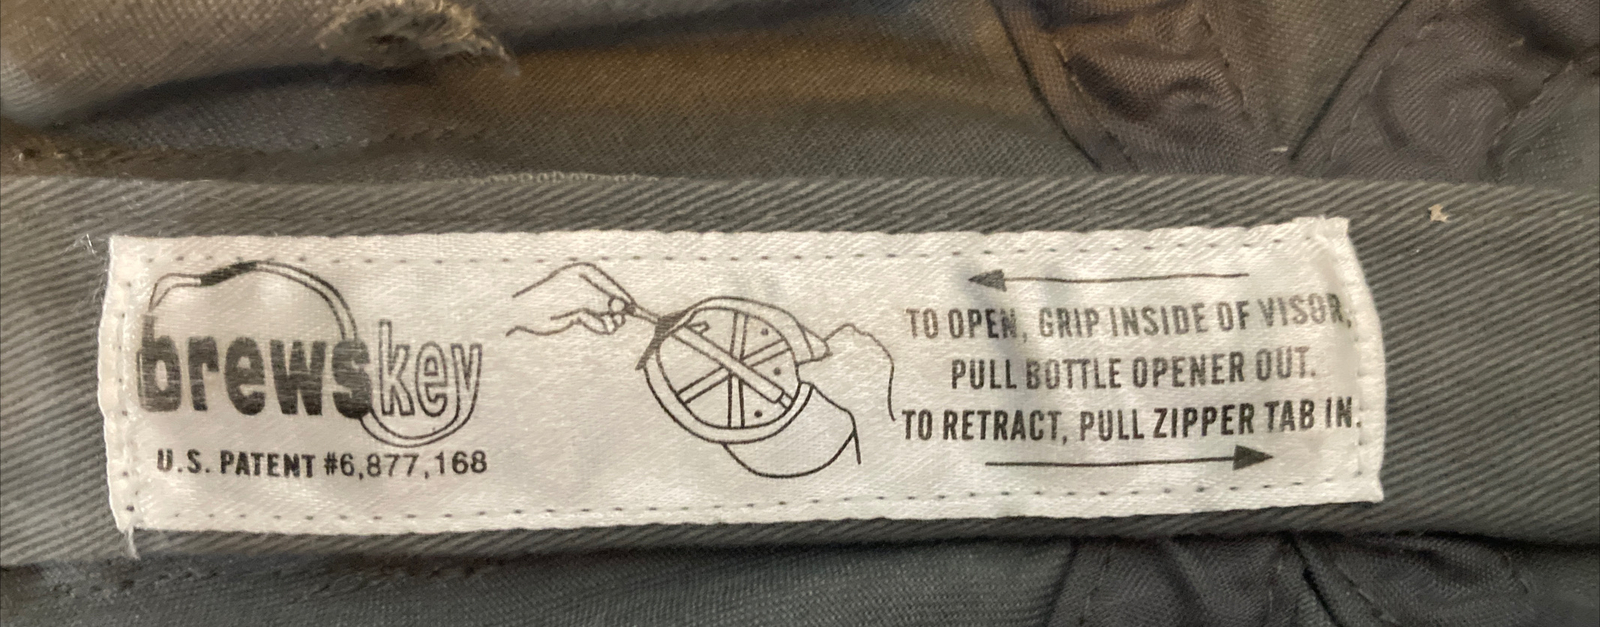 brewskey
U.S. PATENT #6,877,168
TO OPEN, GRIP INSIDE OF VISOR,
PULL BOTTLE OPENER OUT.
TO RETRACT, PULL ZIPPER TAB IN.